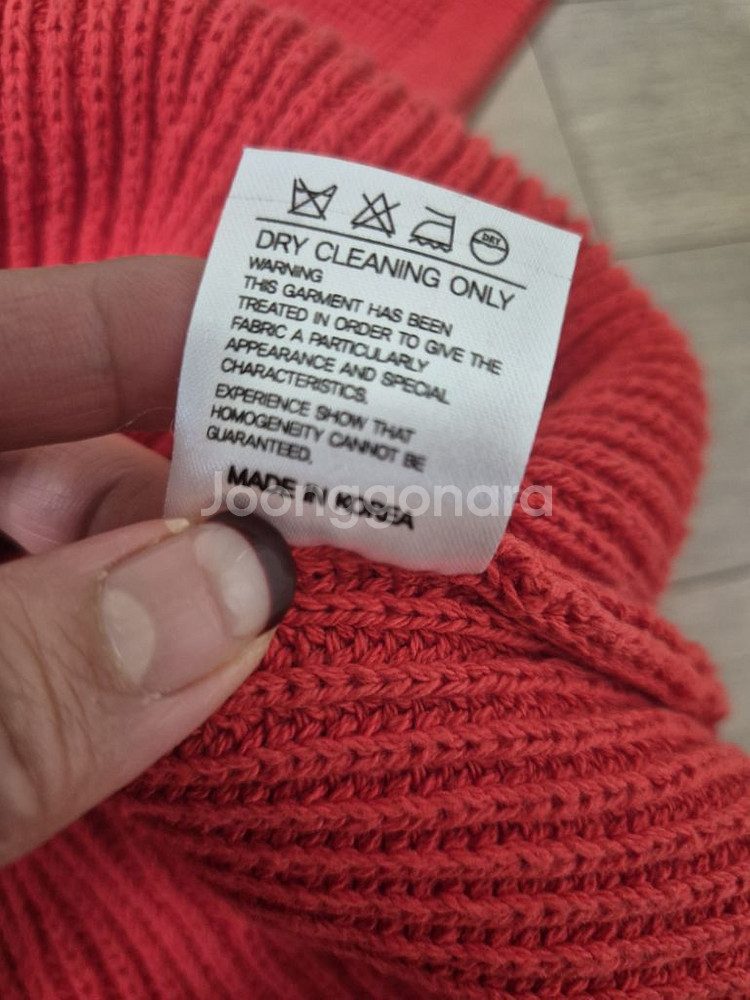 DRY
DRY CLEANING ONLY
WARNING
THIS GARMENT HAS BEEN
TREATED IN ORDER TO GIVE THE
FABRIC A PARTICULARLY
APPEARANCE AND SPECIAL
CHARACTERISTICS.
EXPERIENCE SHOW THAT
HOMOGENEITY CANNOT BE
GUARANTEED.
MADE IN KOREA
Joonggonara